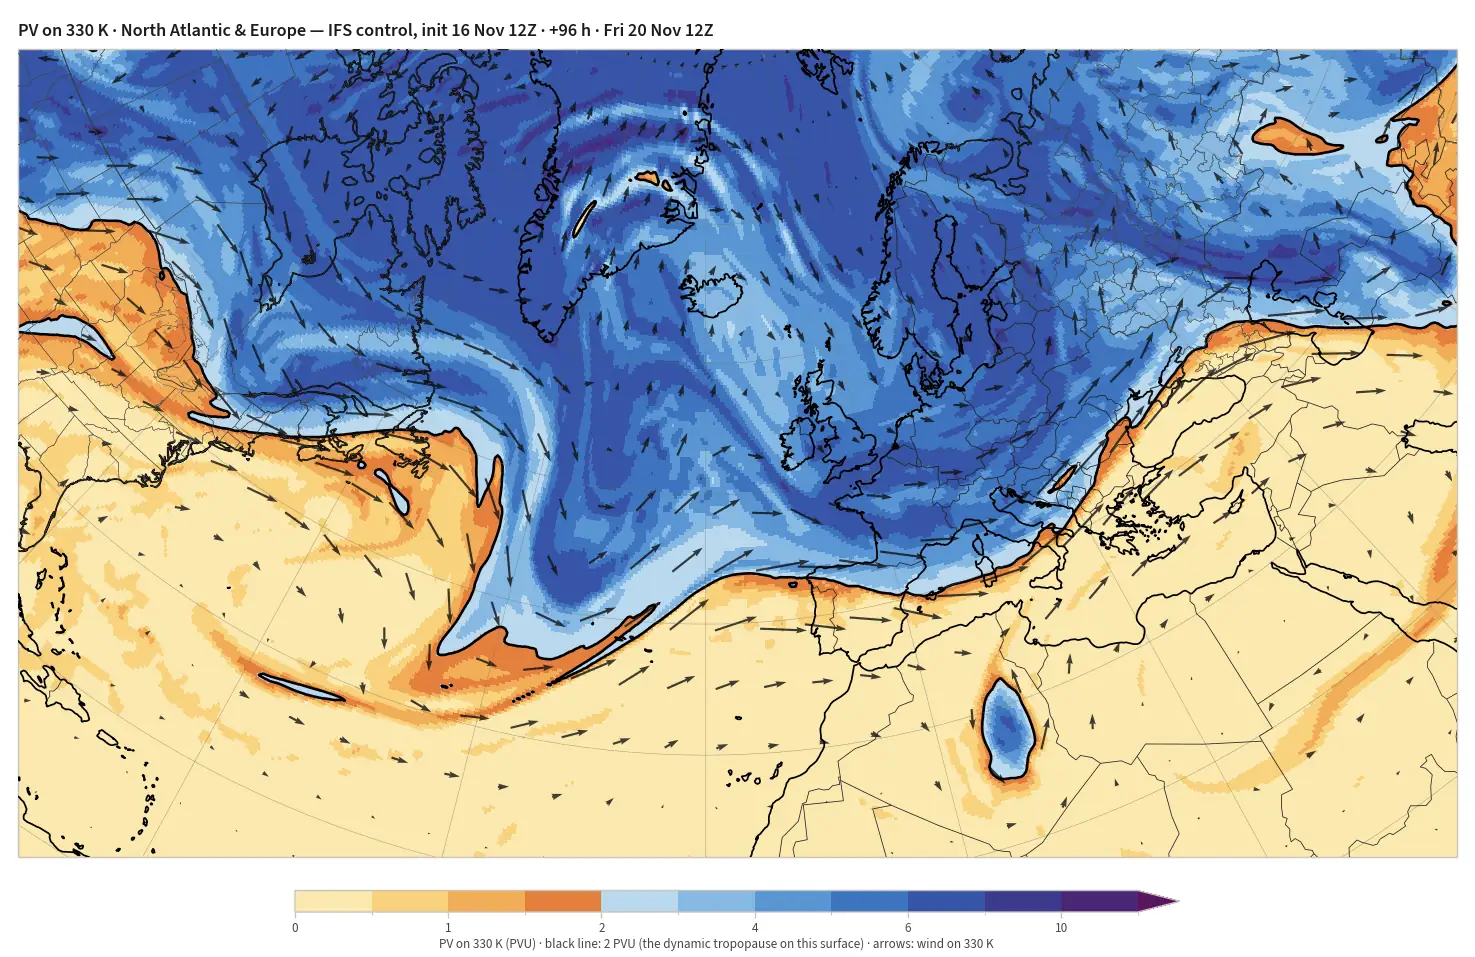 PV on 330 K · North Atlantic & Europe — IFS control, init 16 Nov 12Z · +96 h · Fri 20 Nov 12Z
0 1 2 4 6 10
PV on 330 K (PVU) · black line: 2 PVU (the dynamic tropopause on this surface) · arrows: wind on 330 K